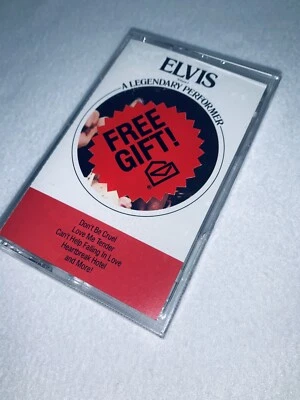 ELVIS
A LEGENDARY PERFORMER
FREE
GIFT!
Don't Be Cruel
Love Me Tender
Can't Help Falling In Love
Heartbreak Hotel
and More!